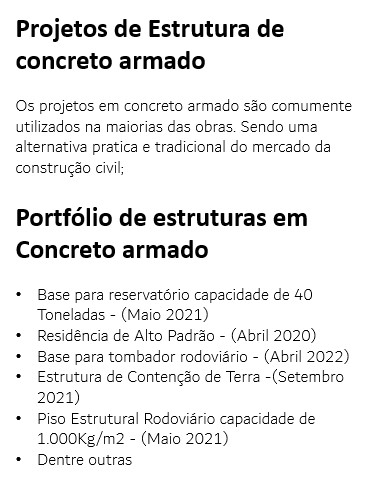 Projetos de Estrutura de
concreto armado
Os projetos em concreto armado são comumente
utilizados na maiorias das obras. Sendo uma
alternativa pratica e tradicional do mercado da
construção civil;
Portfólio de estruturas em
Concreto armado
• Base para reservatório capacidade de 40
Toneladas - (Maio 2021)
• Residência de Alto Padrão - (Abril 2020)
• Base para tombador rodoviário - (Abril 2022)
• Estrutura de Contenção de Terra -(Setembro
2021)
• Piso Estrutural Rodoviário capacidade de
1.000Kg/m2 - (Maio 2021)
• Dentre outras